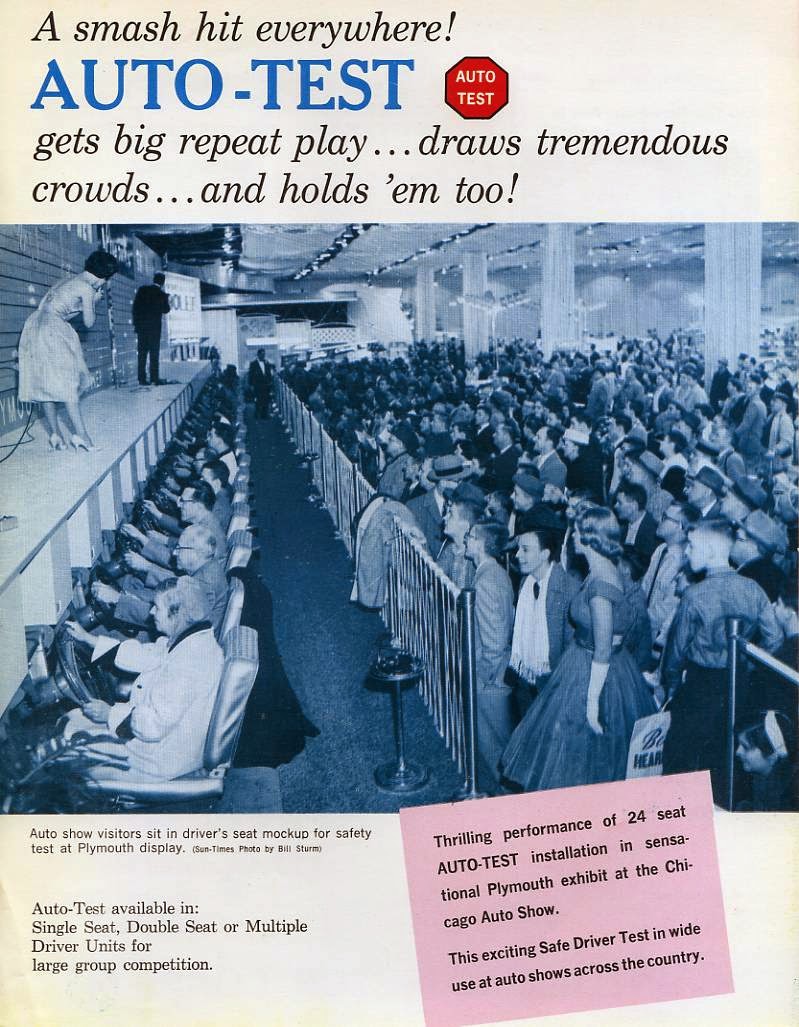 A smash hit everywhere!
AUTO-TEST
AUTO
TEST
gets big repeat play...draws tremendous
crowds...and holds 'em too!
Auto show visitors sit in driver's seat mockup for safety
test at Plymouth display. (Sun-Times Photo by Bill Sturm)
Auto-Test available in:
Single Seat, Double Seat or Multiple
Driver Units for
large group competition.
Thrilling performance of 24 seat
AUTO-TEST installation in sensa-
tional Plymouth exhibit at the Chi-
cago Auto Show.
This exciting Safe Driver Test in wide
use at auto shows across the country.